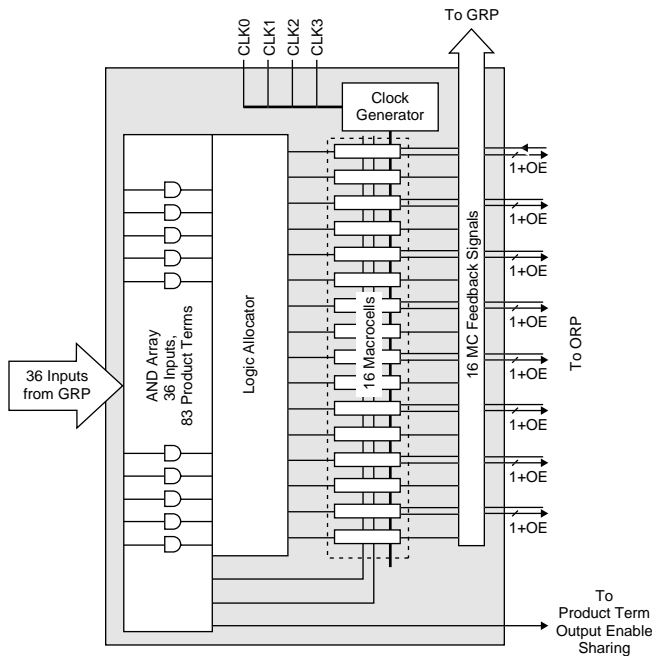 To GRP
CLK0
CLK1
CLK2
CLK3
Clock
Generator
1+OE
1+OE
1+OE
1+OE
1+OE
1+OE
1+OE
1+OE
36 Inputs
from GRP
AND Array
36 Inputs,
83 Product Terms
Logic Allocator
16 Macrocells
16 MC Feedback Signals
To ORP
To
Product Term
Output Enable
Sharing